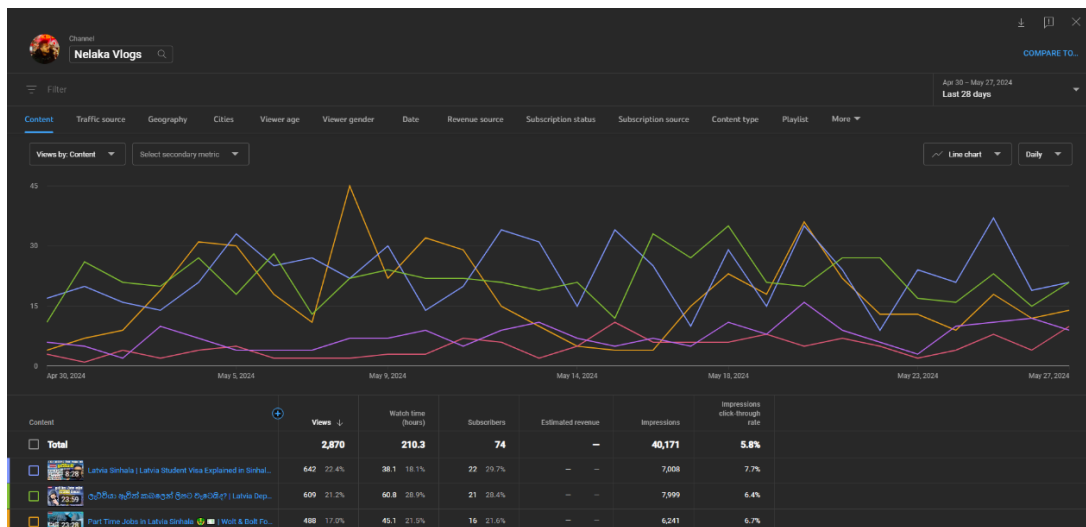 Channel
Nelaka Vlogs
COMPARE TO...
Filter
Apr 30 – May 27, 2024
Last 28 days
Content Traffic source Geography Cities Viewer age Viewer gender Date Revenue source Subscription status Subscription source Content type Playlist More
Views by: Content Select secondary metric Line chart Daily
45
30
15
0
Apr 30, 2024 May 5, 2024 May 9, 2024 May 14, 2024 May 18, 2024 May 23, 2024 May 27, 2024
Content Views ↓ Watch time (hours) Subscribers Estimated revenue Impressions Impressions click-through rate
Total 2,870 210.3 74 — 40,171 5.8%
8:28 Latvia Sinhala | Latvia Student Visa Explained in Sinhal... 642 22.4% 38.1 18.1% 22 29.7% — — 7,008 7.7%
23:59 ලැට්වියා ඇවිත් | Latvia Dep... 609 21.2% 60.8 28.9% 21 28.4% — — 7,999 6.4%
23:28 Part Time Jobs in Latvia Sinhala | Wolt & Bolt Fo... 488 17.0% 45.1 21.5% 16 21.6% — — 6,241 6.7%